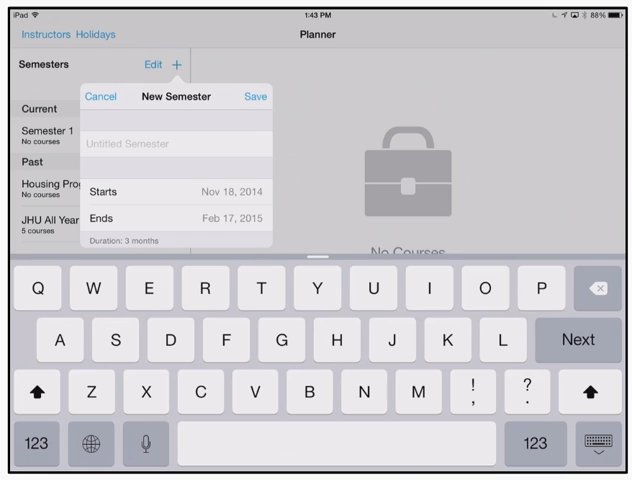 iPad 1:43 PM 88%
Instructors Holidays Planner
Semesters Edit +
Cancel New Semester Save
Current
Untitled Semester
Semester 1
No courses
Past
Housing Pro
No courses
Starts Nov 18, 2014
JHU All Year
5 courses
Ends Feb 17, 2015
Duration: 3 months
No Courses
Q W E R T Y U I O P
A S D F G H J K L Next
Z X C V B N M ! , ? .
123 123